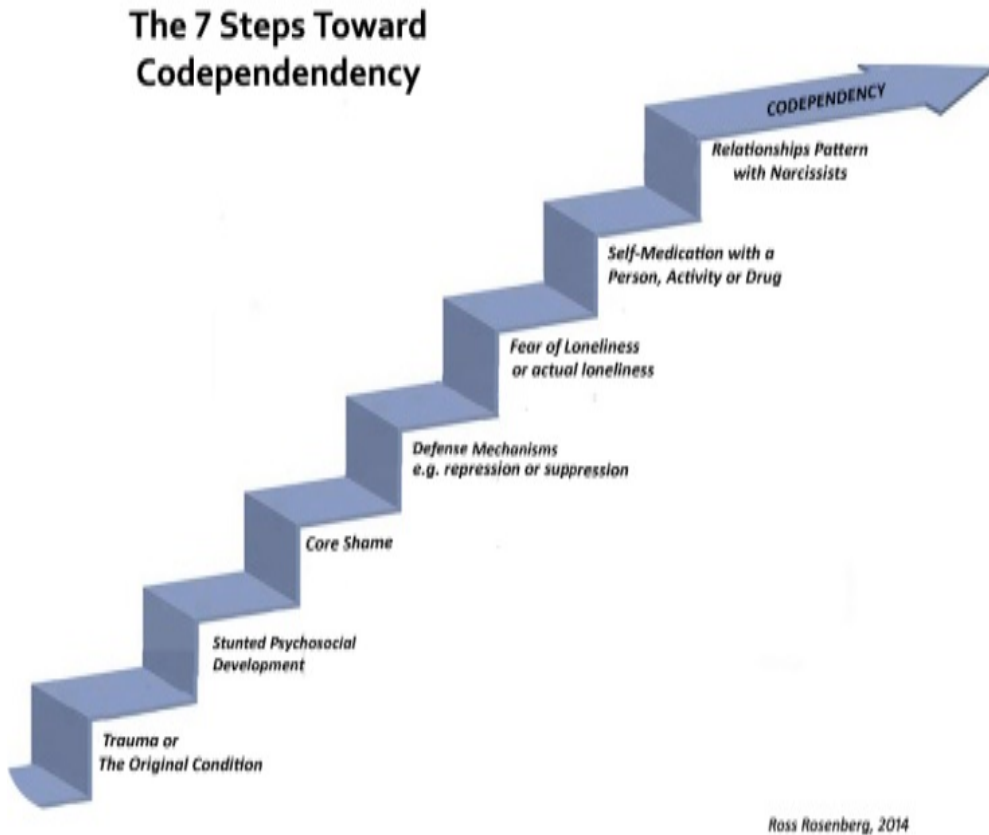 The 7 Steps Toward
Codependendency
CODEPENDENCY
Relationships Pattern
with Narcissists
Self-Medication with a
Person, Activity or Drug
Fear of Loneliness
or actual loneliness
Defense Mechanisms
e.g. repression or suppression
Core Shame
Stunted Psychosocial
Development
Trauma or
The Original Condition
Ross Rosenberg, 2014